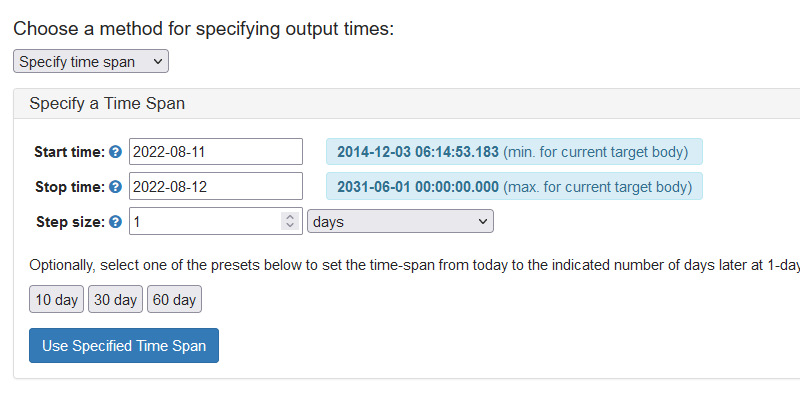 Choose a method for specifying output times:
Specify time span
Specify a Time Span
Start time: ? 2022-08-11 2014-12-03 06:14:53.183 (min. for current target body)
Stop time: ? 2022-08-12 2031-06-01 00:00:00.000 (max. for current target body)
Step size: ? 1 days
Optionally, select one of the presets below to set the time-span from today to the indicated number of days later at 1-day
10 day 30 day 60 day
Use Specified Time Span